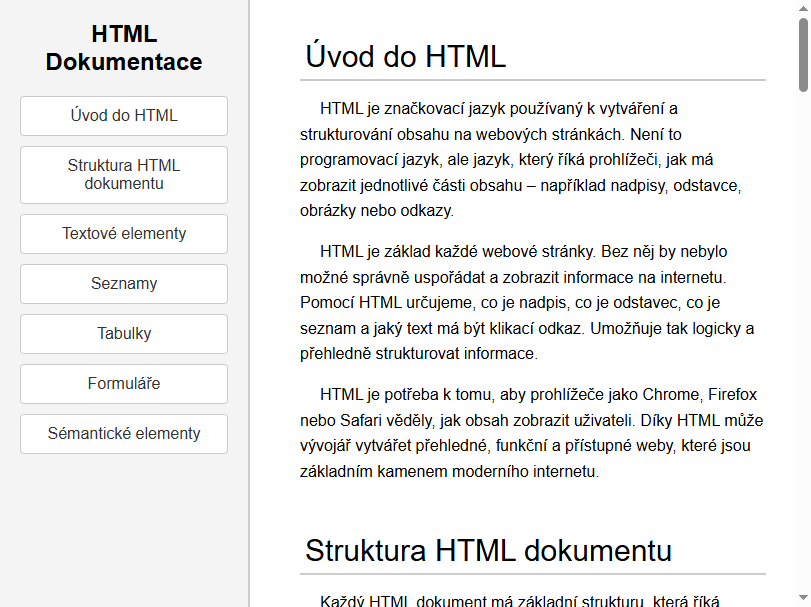 HTML
Dokumentace
Úvod do HTML
Struktura HTML
dokumentu
Textové elementy
Seznamy
Tabulky
Formuláře
Sémantické elementy
Úvod do HTML
HTML je značkovací jazyk používaný k vytváření a
strukturování obsahu na webových stránkách. Není to
programovací jazyk, ale jazyk, který říká prohlížeči, jak má
zobrazit jednotlivé části obsahu – například nadpisy, odstavce,
obrázky nebo odkazy.
HTML je základ každé webové stránky. Bez něj by nebylo
možné správně uspořádat a zobrazit informace na internetu.
Pomocí HTML určujeme, co je nadpis, co je odstavec, co je
seznam a jaký text má být klikací odkaz. Umožňuje tak logicky a
přehledně strukturovat informace.
HTML je potřeba k tomu, aby prohlížeče jako Chrome, Firefox
nebo Safari věděly, jak obsah zobrazit uživateli. Díky HTML může
vývojář vytvářet přehledné, funkční a přístupné weby, které jsou
základním kamenem moderního internetu.
Struktura HTML dokumentu
Každý HTML dokument má základní strukturu, která říká